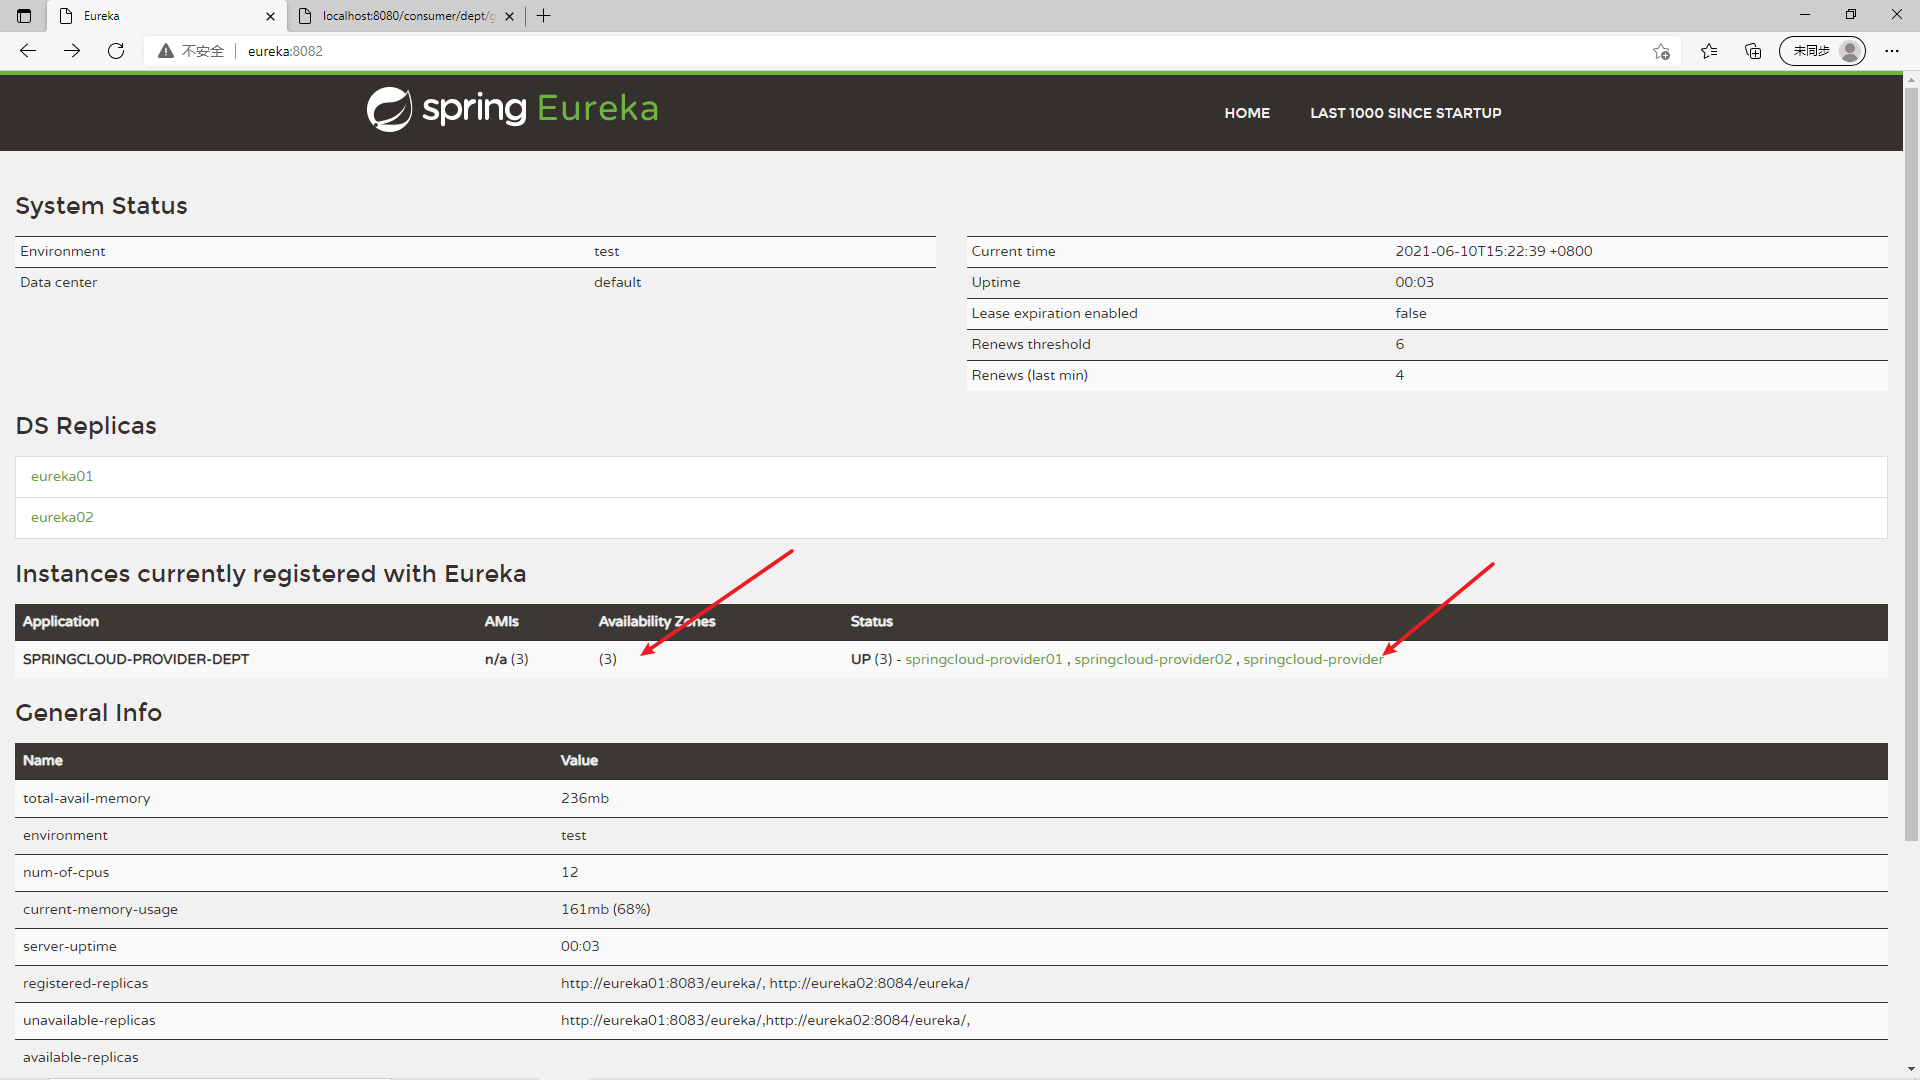 Eureka
localhost:8080/consumer/dept/g
不安全
eureka:8082
未同步
spring Eureka
HOME
LAST 1000 SINCE STARTUP
System Status
Environment test
Data center default
Current time 2021-06-10T15:22:39 +0800
Uptime 00:03
Lease expiration enabled false
Renews threshold 6
Renews (last min) 4
DS Replicas
eureka01
eureka02
Instances currently registered with Eureka
Application AMIs Availability Zones Status
SPRINGCLOUD-PROVIDER-DEPT n/a (3) (3) UP (3) - springcloud-provider01 , springcloud-provider02 , springcloud-provider
General Info
Name Value
total-avail-memory 236mb
environment test
num-of-cpus 12
current-memory-usage 161mb (68%)
server-uptime 00:03
registered-replicas http://eureka01:8083/eureka/, http://eureka02:8084/eureka/
unavailable-replicas http://eureka01:8083/eureka/,http://eureka02:8084/eureka/,
available-replicas